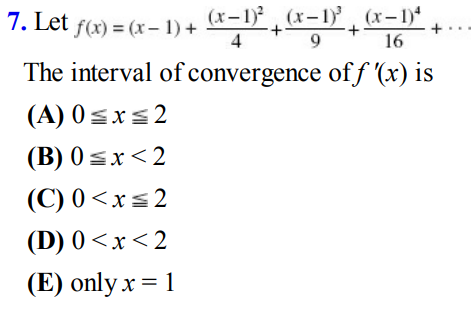 7. Let f(x) = (x – 1) + (x – 1)²/4 + (x – 1)³/9 + (x – 1)⁴/16 + ⋯
The interval of convergence of f ′(x) is
(A) 0 ≦ x ≦ 2
(B) 0 ≦ x < 2
(C) 0 < x ≦ 2
(D) 0 < x < 2
(E) only x = 1